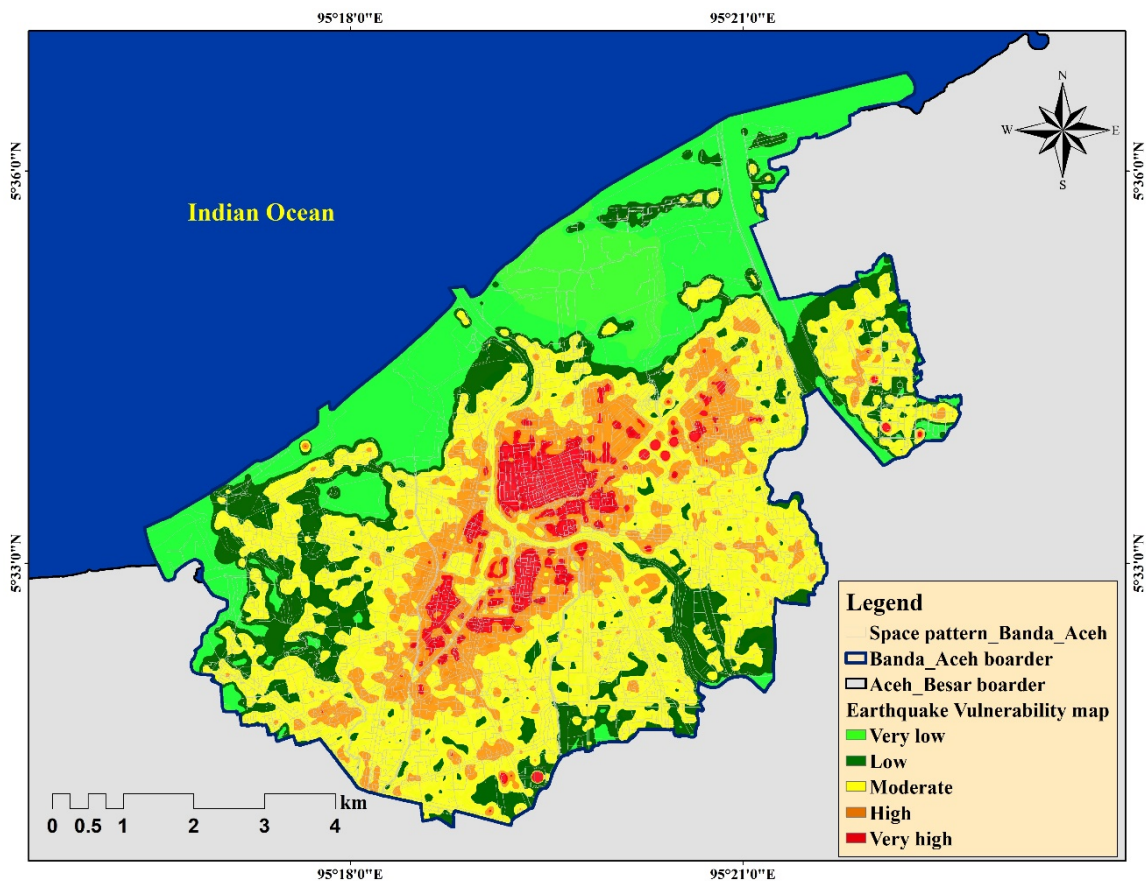 95°18'0"E
95°21'0"E
N
W
E
S
5°36'0"N
5°36'0"N
Indian Ocean
5°33'0"N
5°33'0"N
Legend
Space pattern_Banda_Aceh
Banda_Aceh boarder
Aceh_Besar boarder
Earthquake Vulnerability map
Very low
Low
Moderate
High
Very high
km
0 0.5 1 2 3 4
95°18'0"E
95°21'0"E